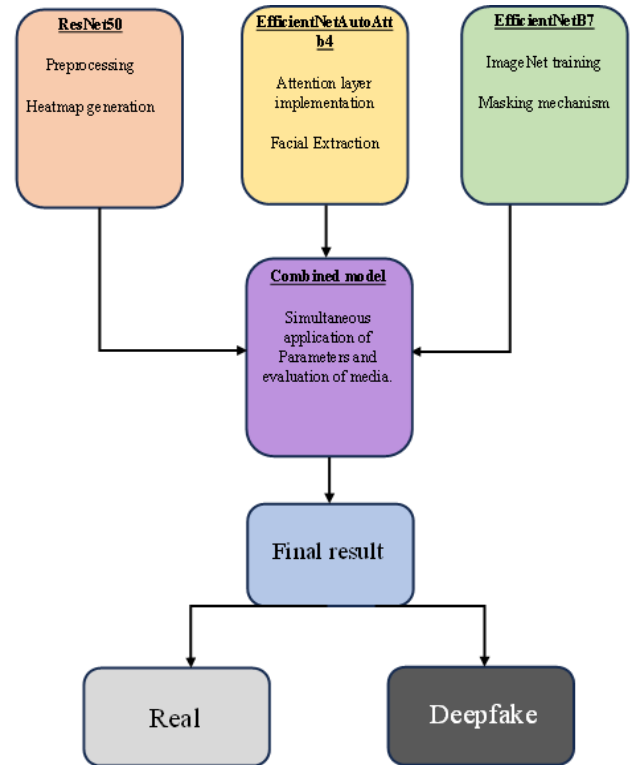 ResNet50
Preprocessing
Heatmap generation
EfficientNetAutoAtt
b4
Attention layer
implementation
Facial Extraction
EfficientNetB7
ImageNet training
Masking mechanism
Combined model
Simultaneous
application of
Parameters and
evaluation of media.
Final result
Real
Deepfake